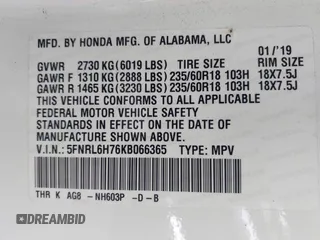 MFD. BY HONDA MFG. OF ALABAMA, LLC
01/'19
GVWR 2730 KG(6019 LBS) TIRE SIZE RIM SIZE
GAWR F 1310 KG(2888 LBS)235/60R18 103H 18X7.5J
GAWR R 1465 KG(3230 LBS)235/60R18 103H 18X7.5J
THIS VEHICLE CONFORMS TO ALL APPLICABLE
FEDERAL MOTOR VEHICLE SAFETY
STANDARDS IN EFFECT ON THE DATE OF
MANUFACTURE SHOWN ABOVE.
V.I.N.: 5FNRL6H76KB066365 TYPE: MPV
THR K AG8 -NH603P -D-B
DREAMBID